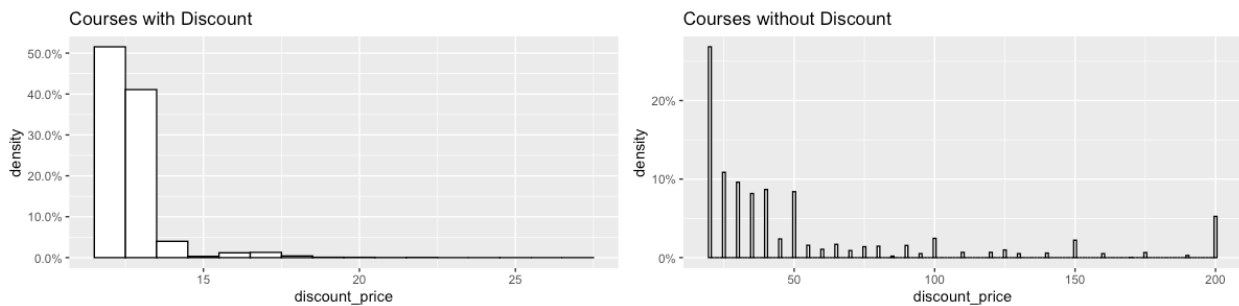 Courses with Discount
50.0%
40.0%
30.0%
20.0%
10.0%
0.0%
density
15
20
25
discount_price
Courses without Discount
20%
10%
0%
density
50
100
150
200
discount_price